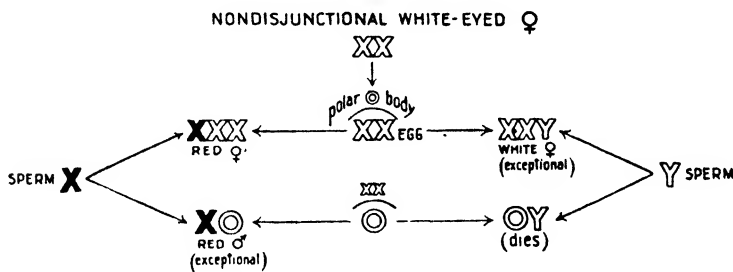 NONDISJUNCTIONAL WHITE-EYED ♀
XX
polar body
XXX
RED ♀
XX EGG
XXY
WHITE ♀
(exceptional)
SPERM X
Y SPERM
XX
XO
RED ♂
(exceptional)
O
OY
(dies)